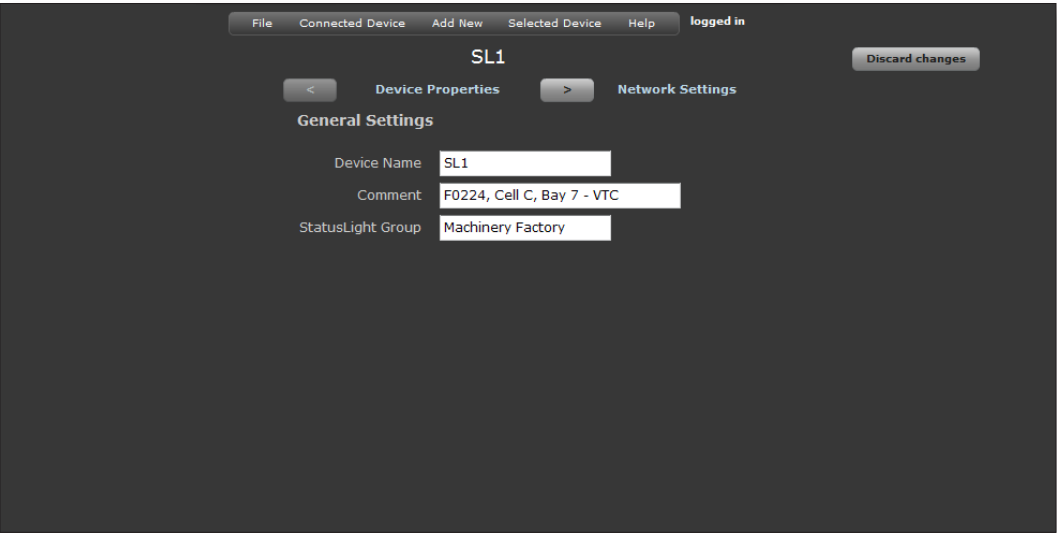 File Connected Device Add New Selected Device Help logged in
SL1 Discard changes
< Device Properties > Network Settings
General Settings
Device Name SL1
Comment F0224, Cell C, Bay 7 - VTC
StatusLight Group Machinery Factory